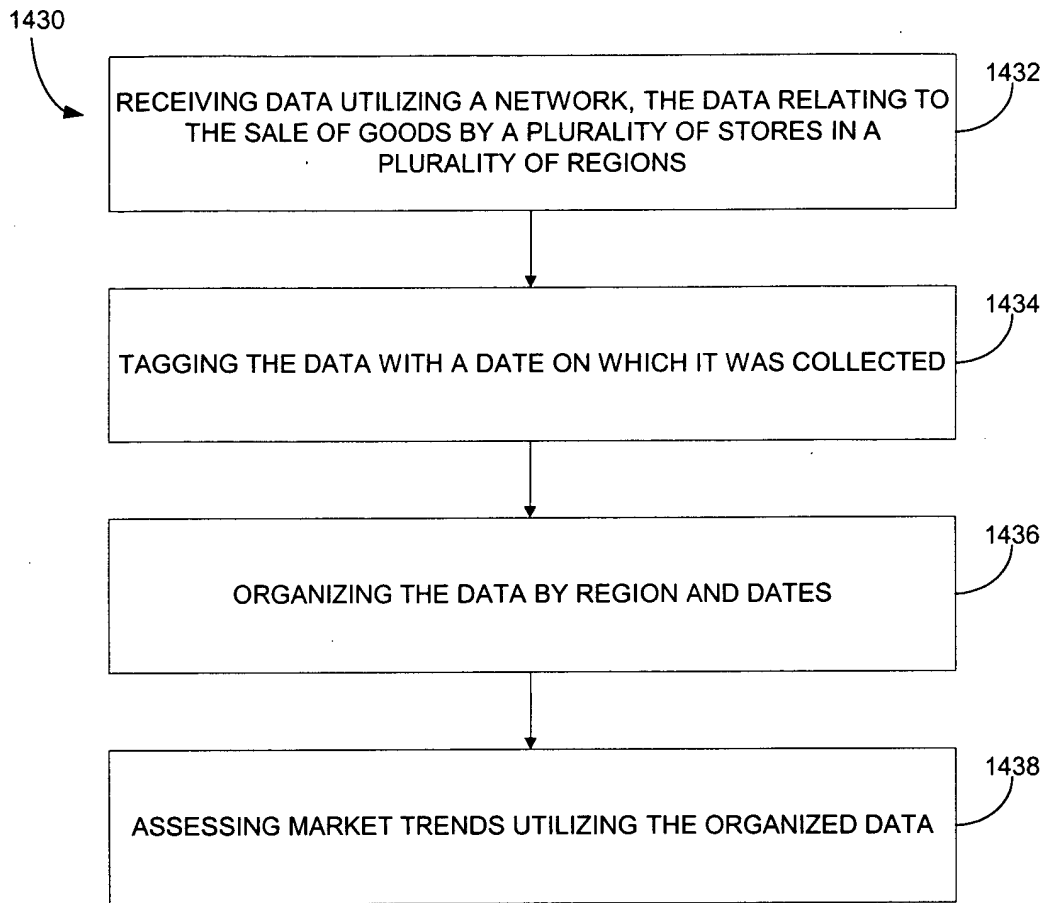 1430
1432
RECEIVING DATA UTILIZING A NETWORK, THE DATA RELATING TO
THE SALE OF GOODS BY A PLURALITY OF STORES IN A
PLURALITY OF REGIONS
1434
TAGGING THE DATA WITH A DATE ON WHICH IT WAS COLLECTED
1436
ORGANIZING THE DATA BY REGION AND DATES
1438
ASSESSING MARKET TRENDS UTILIZING THE ORGANIZED DATA